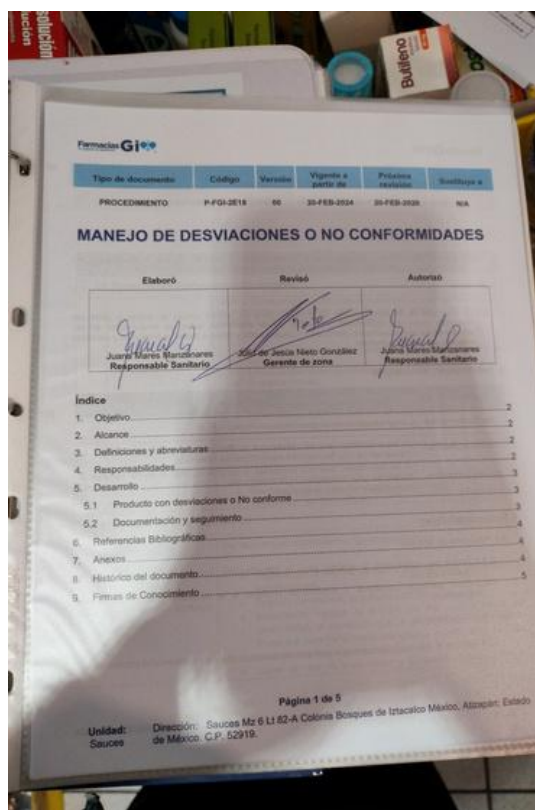 solución
Butileno
Farmacias Gi
Tipo de documento Código Versión Vigente a partir de Próxima revisión Sustituye a
PROCEDIMIENTO P-FGI-2E18 00 20-FEB-2024 20-FEB-2026 N/A
MANEJO DE DESVIACIONES O NO CONFORMIDADES
Elaboró Revisó Autorizó
Juana Mares Manzanares José de Jesús Nieto González Juana Mares Manzanares
Responsable Sanitario Gerente de zona Responsable Sanitario
Índice
1. Objetivo 2
2. Alcance 2
3. Definiciones y abreviaturas 2
4. Responsabilidades 2
5. Desarrollo 3
5.1 Producto con desviaciones o No conforme 3
5.2 Documentación y seguimiento 3
6. Referencias Bibliográficas 4
7. Anexos 4
8. Histórico del documento 4
9. Firmas de Conocimiento 5
Página 1 de 5
Unidad: Dirección: Sauces Mz 6 Lt 82-A Colonia Bosques de Iztacalco México, Atizapán; Estado
Sauces de México. C.P. 52919.